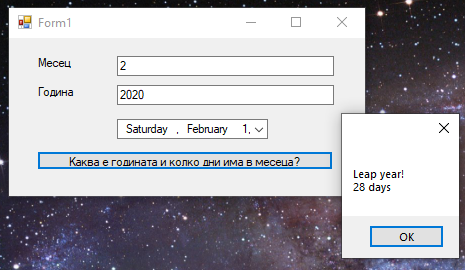 Form1
Месец
2
Година
2020
Saturday , February 1,
Каква е годината и колко дни има в месеца?
Leap year!
28 days
OK